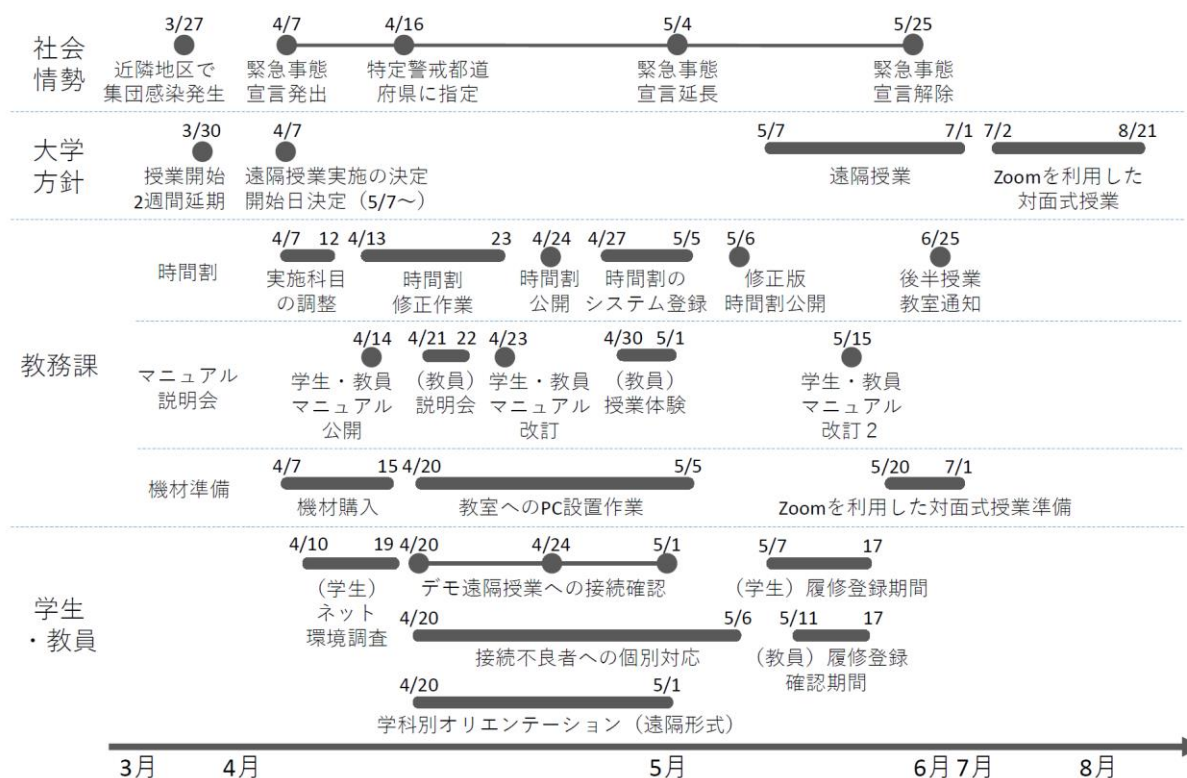 社会
情勢
3/27
近隣地区で
集団感染発生
4/7
緊急事態
宣言発出
4/16
特定警戒都道
府県に指定
5/4
緊急事態
宣言延長
5/25
緊急事態
宣言解除
大学
方針
3/30
授業開始
2週間延期
4/7
遠隔授業実施の決定
開始日決定（5/7～）
5/7 7/1
遠隔授業
7/2 8/21
Zoomを利用した
対面式授業
教務課
時間割
4/7 12
実施科目
の調整
4/13 23
時間割
修正作業
4/24
時間割
公開
4/27 5/5
時間割の
システム登録
5/6
修正版
時間割公開
6/25
後半授業
教室通知
マニュアル
説明会
4/14
学生・教員
マニュアル
公開
4/21 22
（教員）
説明会
4/23
学生・教員
マニュアル
改訂
4/30 5/1
（教員）
授業体験
5/15
学生・教員
マニュアル
改訂２
機材準備
4/7 15
機材購入
4/20 5/5
教室へのPC設置作業
5/20 7/1
Zoomを利用した対面式授業準備
学生
・教員
4/10 19
（学生）
ネット
環境調査
4/20 4/24 5/1
デモ遠隔授業への接続確認
5/7 17
（学生）履修登録期間
4/20 5/6
接続不良者への個別対応
5/11 17
（教員）履修登録
確認期間
4/20 5/1
学科別オリエンテーション（遠隔形式）
3月 4月 5月 6月 7月 8月